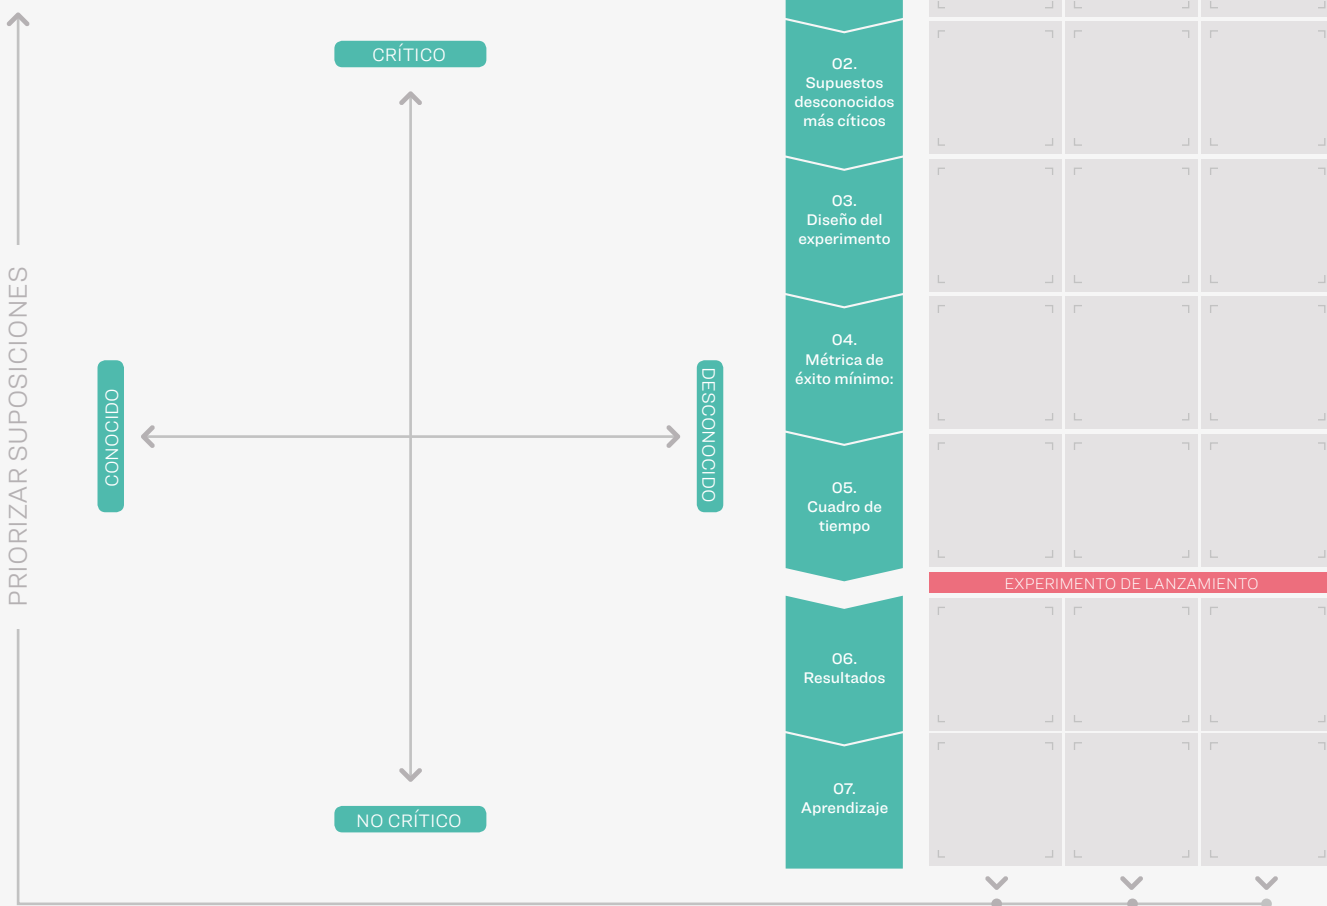 PRIORIZAR SUPOSICIONES
CRÍTICO
CONOCIDO
DESCONOCIDO
NO CRÍTICO
02.
Supuestos
desconocidos
más cíticos
03.
Diseño del
experimento
04.
Métrica de
éxito mínimo:
05.
Cuadro de
tiempo
EXPERIMENTO DE LANZAMIENTO
06.
Resultados
07.
Aprendizaje